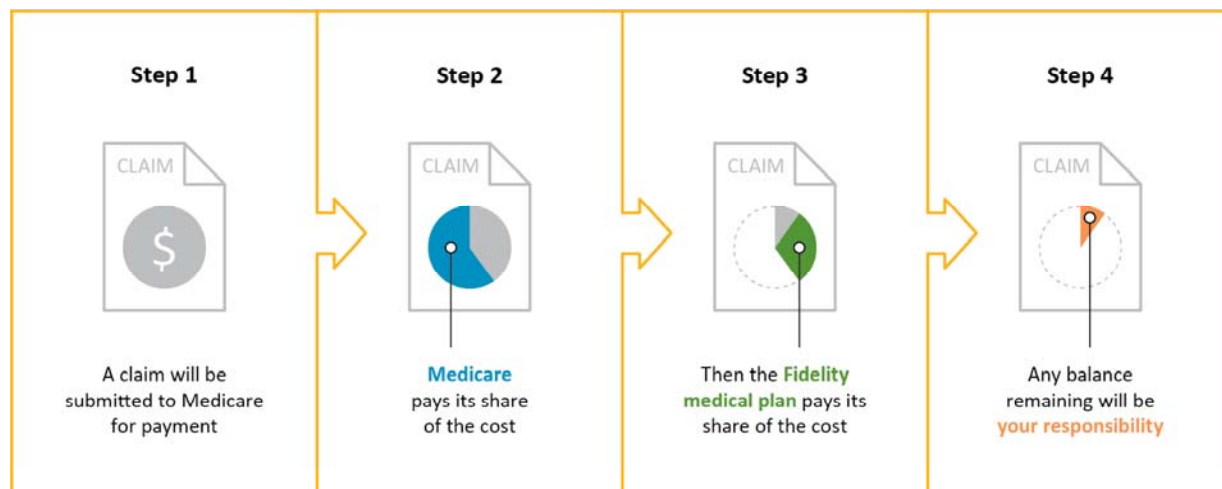 Step 1
CLAIM
$
A claim will be
submitted to Medicare
for payment
Step 2
CLAIM
Medicare
pays its share
of the cost
Step 3
CLAIM
Then the Fidelity
medical plan pays its
share of the cost
Step 4
CLAIM
Any balance
remaining will be
your responsibility